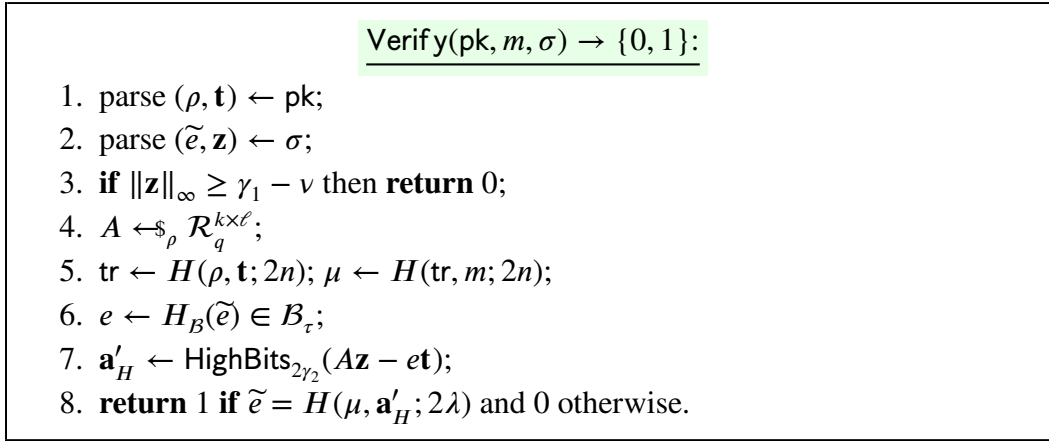 Verify(pk, m, σ) → {0, 1}:
1. parse (ρ, t) ← pk;
2. parse (ẽ, z) ← σ;
3. if ‖z‖∞ ≥ γ₁ − ν then return 0;
4. A ←$ρ R_q^{k×ℓ};
5. tr ← H(ρ, t; 2n); μ ← H(tr, m; 2n);
6. e ← H_B(ẽ) ∈ B_τ;
7. a′_H ← HighBits_{2γ₂}(Az − et);
8. return 1 if ẽ = H(μ, a′_H; 2λ) and 0 otherwise.